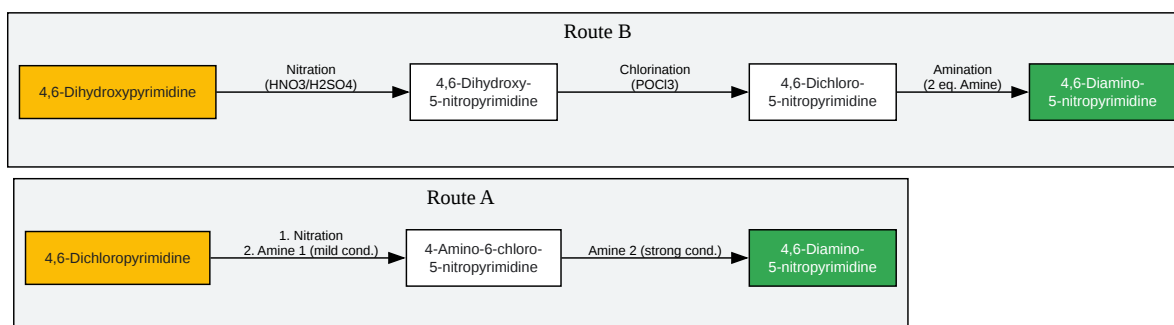 Route B
4,6-Dihydroxypyrimidine
Nitration
(HNO3/H2SO4)
4,6-Dihydroxy-
5-nitropyrimidine
Chlorination
(POCl3)
4,6-Dichloro-
5-nitropyrimidine
Amination
(2 eq. Amine)
4,6-Diamino-
5-nitropyrimidine
Route A
4,6-Dichloropyrimidine
1. Nitration
2. Amine 1 (mild cond.)
4-Amino-6-chloro-
5-nitropyrimidine
Amine 2 (strong cond.)
4,6-Diamino-
5-nitropyrimidine